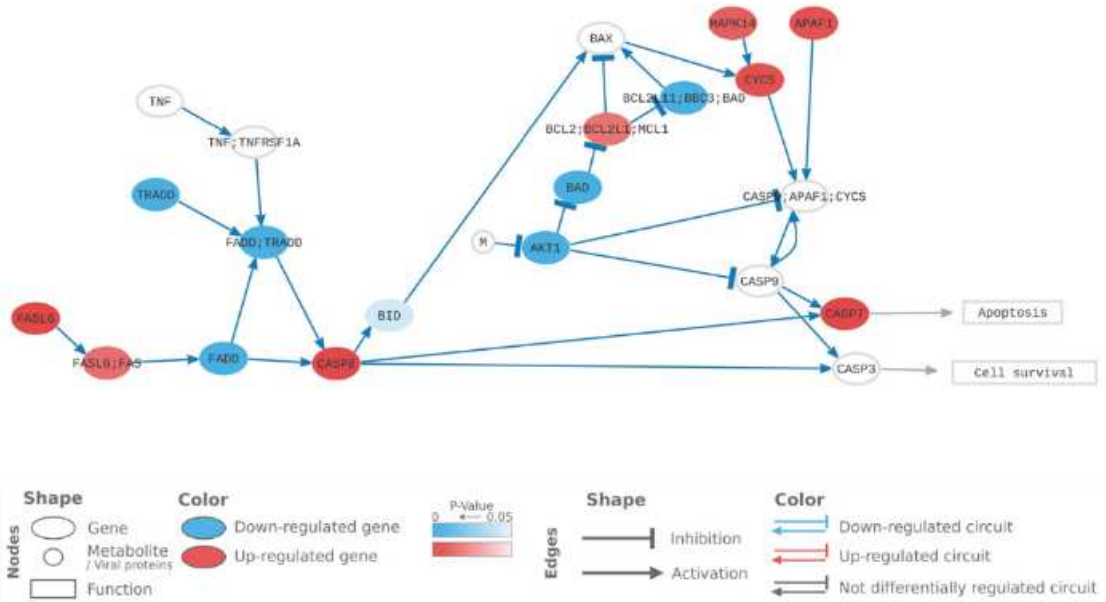 MAPK14
APAF1
BAX
CYCS
TNF
BCL2L11;BBC3;BAD
TNF;TNFRSF1A
BCL2;BCL2L1;MCL1
TRADD
BAD
CASP9;APAF1;CYCS
FADD;TRADD
M
AKT1
CASP9
FASLG
BID
CASP7
Apoptosis
FASLG;FAS
FADD
CASP8
CASP3
Cell survival
Nodes
Shape
Gene
Metabolite
/ Viral proteins
Function
Color
Down-regulated gene
Up-regulated gene
P-Value
0 0.05
Edges
Shape
Inhibition
Activation
Color
Down-regulated circuit
Up-regulated circuit
Not differentially regulated circuit